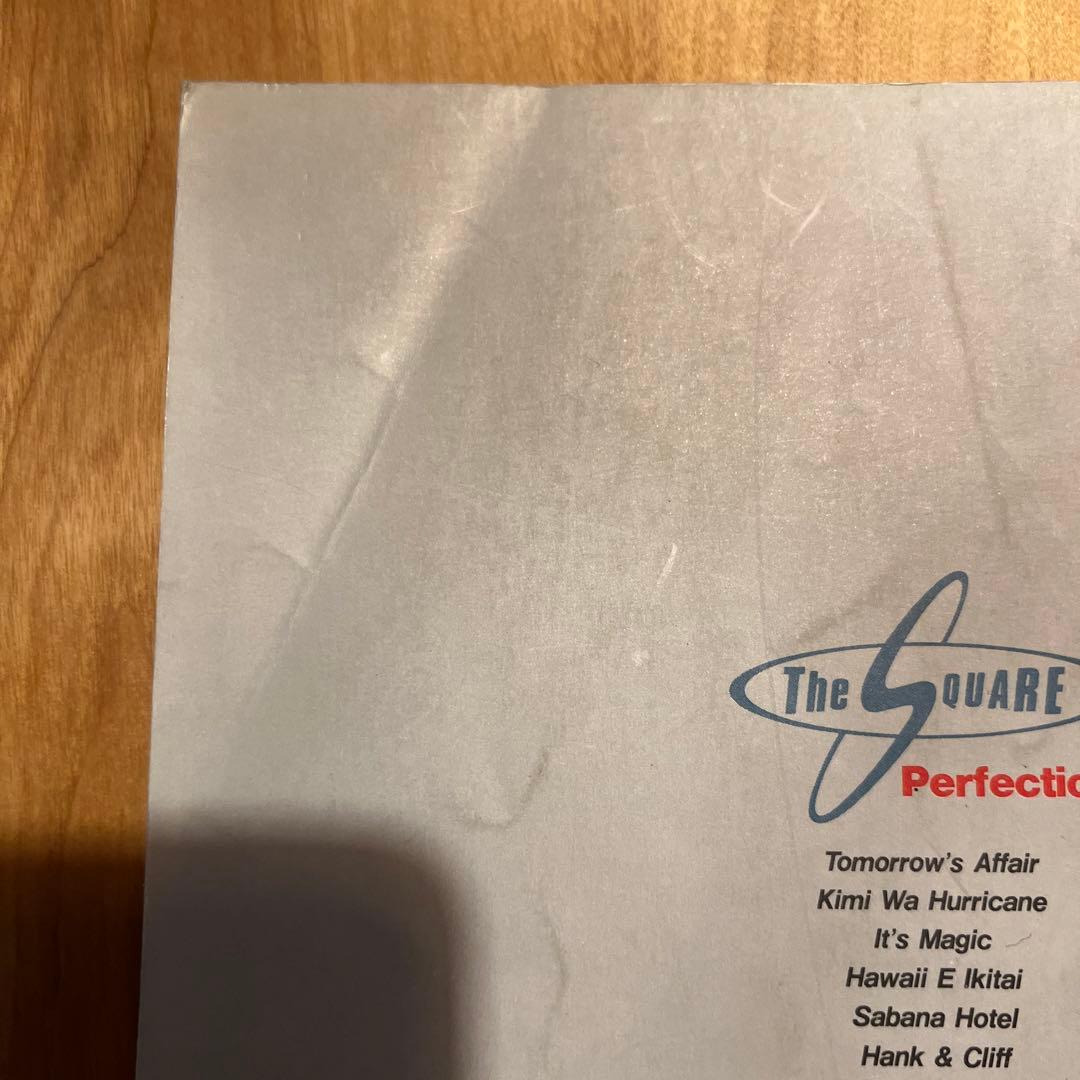 The SQUARE
Perfectio
Tomorrow's Affair
Kimi Wa Hurricane
It's Magic
Hawaii E Ikitai
Sabana Hotel
Hank & Cliff